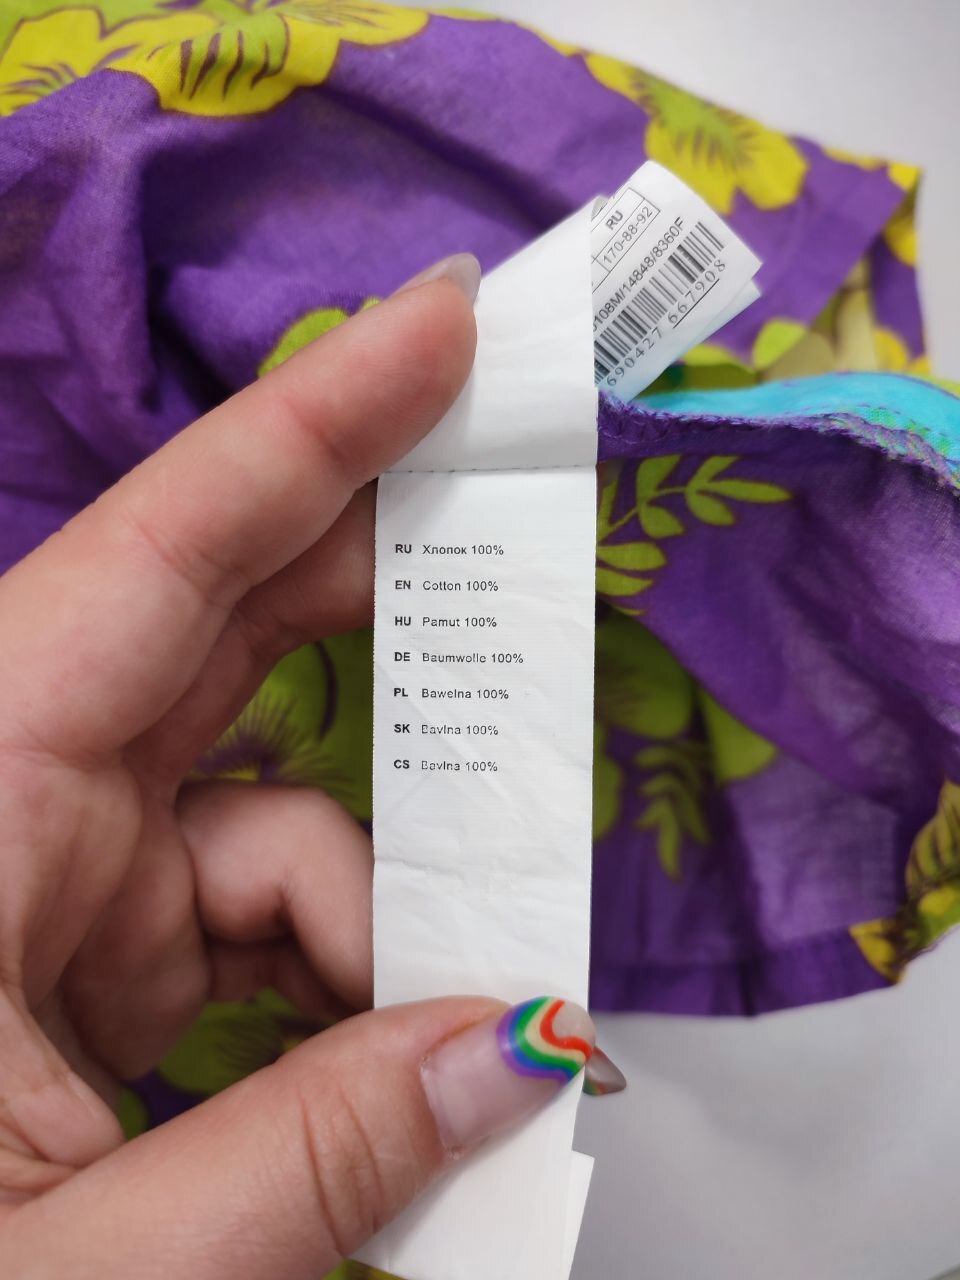 RU
170-88-92
108M/14848/8360F
690427 667908
RU Хлопок 100%
EN Cotton 100%
HU Pamut 100%
DE Baumwolle 100%
PL Bawełna 100%
SK Bavlna 100%
CS Bavlna 100%